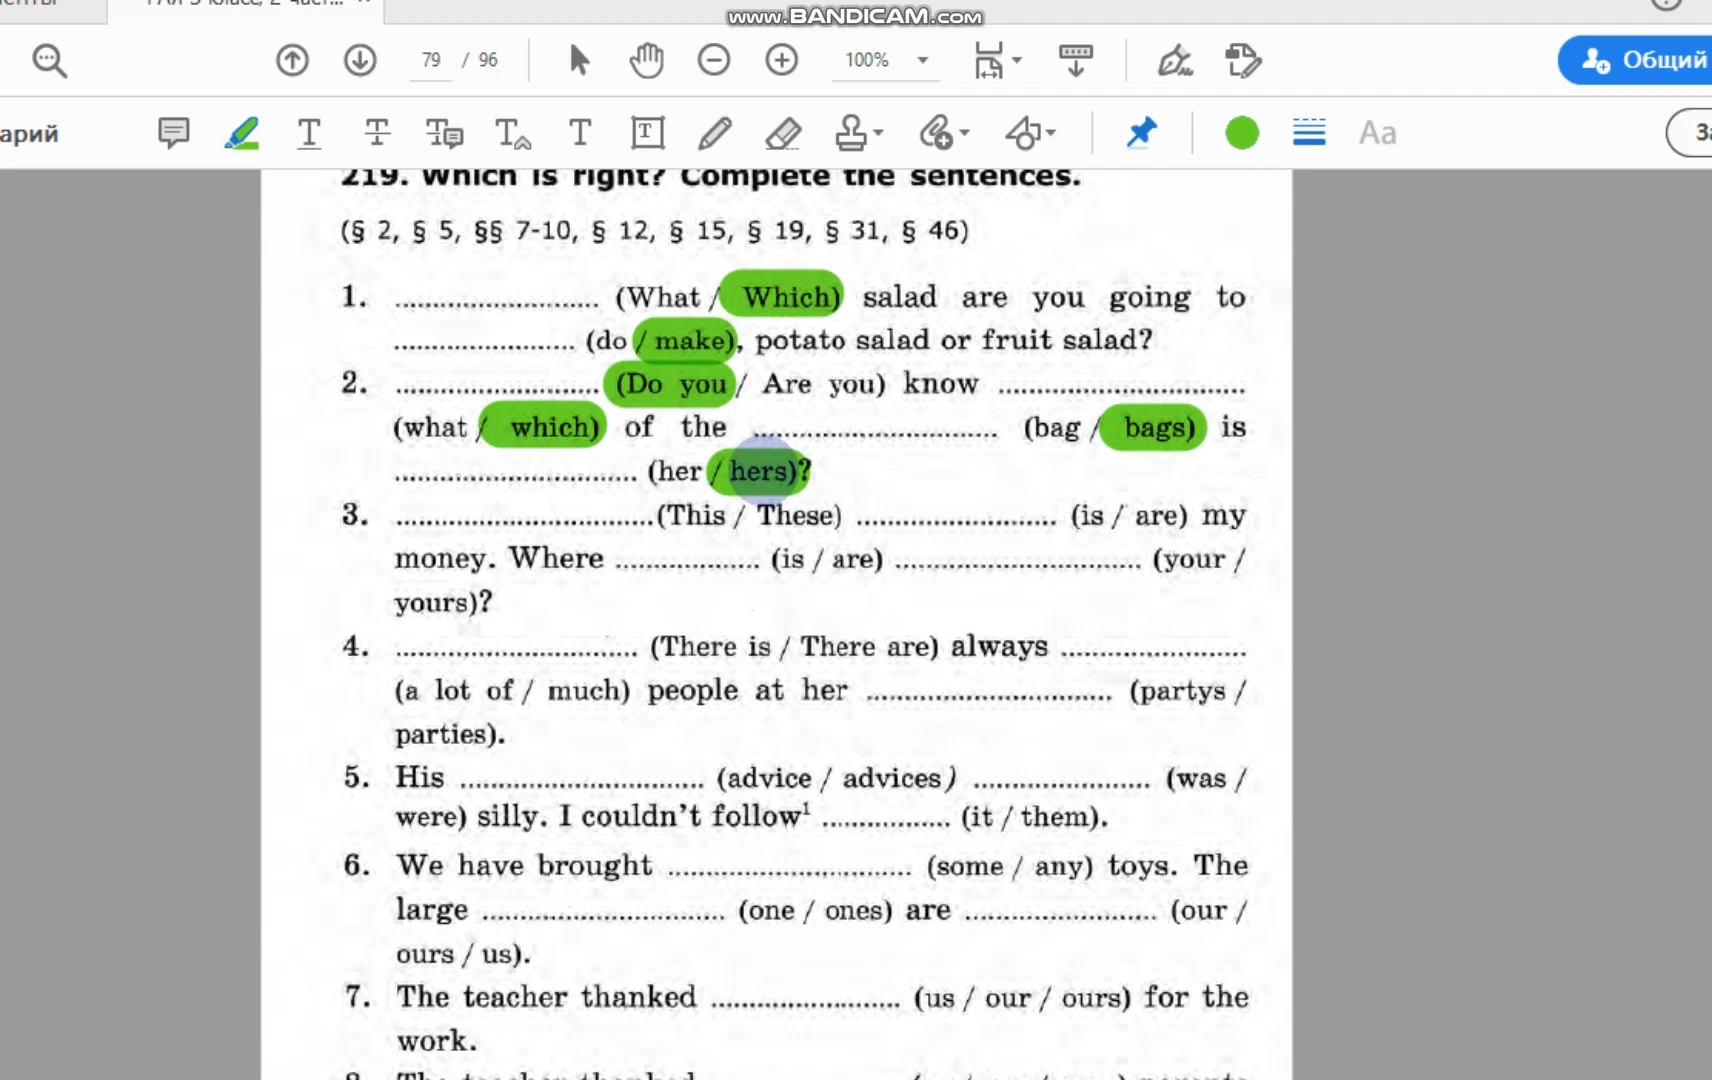 www.BANDICAM.com
79 / 96
100%
Общий
арий
Aa
219. Which is right? Complete the sentences.
(§ 2, § 5, §§ 7-10, § 12, § 15, § 19, § 31, § 46)
1. .......................... (What / Which) salad are you going to
....................... (do / make), potato salad or fruit salad?
2. .......................... (Do you / Are you) know ................................
(what / which) of the ................................ (bag / bags) is
............................... (her / hers)?
3. .................................(This / These) .......................... (is / are) my
money. Where ................... (is / are) ................................ (your /
yours)?
4. ............................... (There is / There are) always ........................
(a lot of / much) people at her ................................ (partys /
parties).
5. His ................................ (advice / advices) ....................... (was /
were) silly. I couldn't follow¹ ................. (it / them).
6. We have brought ................................ (some / any) toys. The
large ............................... (one / ones) are ......................... (our /
ours / us).
7. The teacher thanked ......................... (us / our / ours) for the
work.